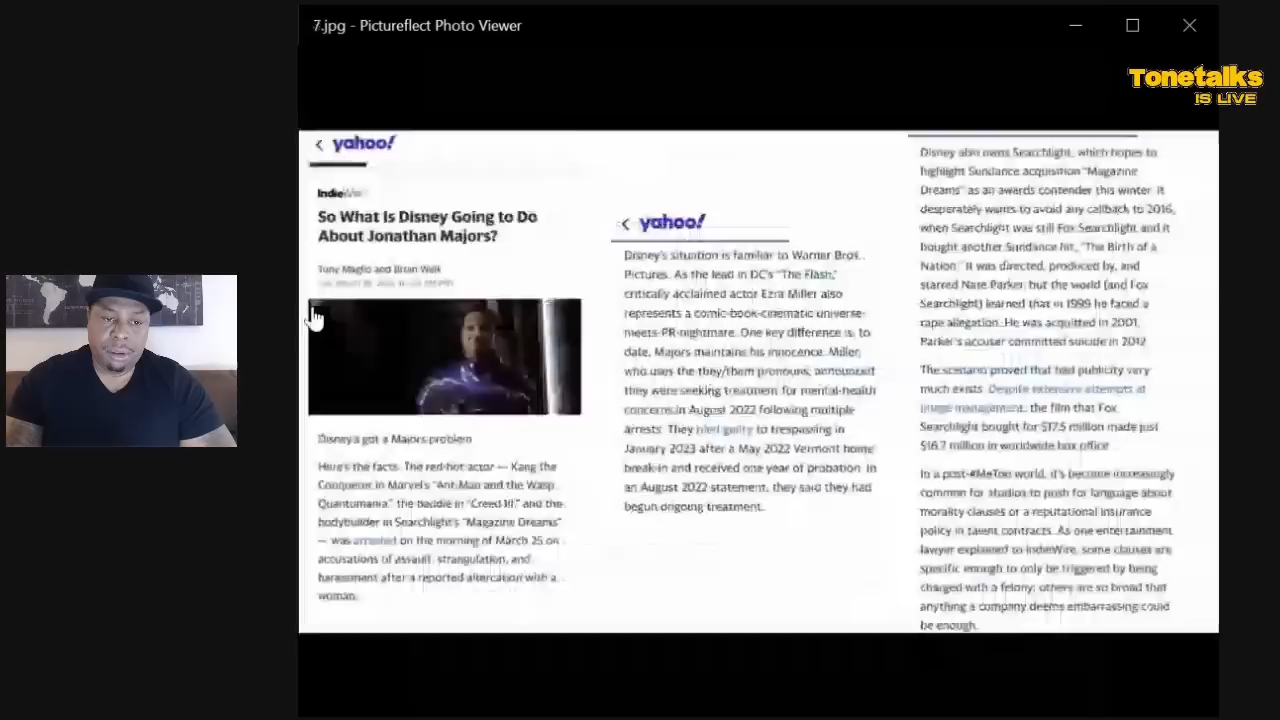 7.jpg - Pictureflect Photo Viewer
Tonetalks
IS LIVE
yahoo!
IndieWire
So What Is Disney Going to Do
About Jonathan Majors?
Tony Maglio and Brian Welk
Disney's got a Majors problem
Here's the facts. The red-hot actor — Kang the
Conqueror in Marvel's "Ant-Man and the Wasp
Quantumania," the baddie in "Creed III," and the
bodybuilder in Searchlight's "Magazine Dreams"
— was arrested on the morning of March 25 on
accusations of assault, strangulation, and
harassment after a reported altercation with a
woman.
yahoo!
Disney's situation is familiar to Warner Bros.
Pictures. As the lead in DC's "The Flash,"
critically acclaimed actor Ezra Miller also
represents a comic-book-cinematic universe-
meets-PR-nightmare. One key difference is, to
date, Majors maintains his innocence. Miller,
who uses the they/them pronouns, announced
they were seeking treatment for mental-health
concerns in August 2022 following multiple
arrests. They pled guilty to trespassing in
January 2023 after a May 2022 Vermont home
break-in and received one year of probation. In
an August 2022 statement, they said they had
begun ongoing treatment.
Disney also owns Searchlight, which hopes to
highlight Sundance acquisition "Magazine
Dreams" as an awards contender this winter. It
desperately wants to avoid any callback to 2016,
when Searchlight was still Fox Searchlight and it
bought another Sundance hit, "The Birth of a
Nation." It was directed, produced by, and
starred Nate Parker, but the world (and Fox
Searchlight) learned that in 1999 he faced a
rape allegation. He was acquitted in 2001.
Parker's accuser committed suicide in 2012.
The scenario proved that bad publicity very
much exists. Despite extensive attempts at
image management, the film that Fox
Searchlight bought for $17.5 million made just
$16.7 million in worldwide box office.
In a post-#MeToo world, it's become increasingly
common for studios to push for language about
morality clauses or a reputational insurance
policy in talent contracts. As one entertainment
lawyer explained to IndieWire, some clauses are
specific enough to only be triggered by being
charged with a felony; others are so broad that
anything a company deems embarrassing could
be enough.